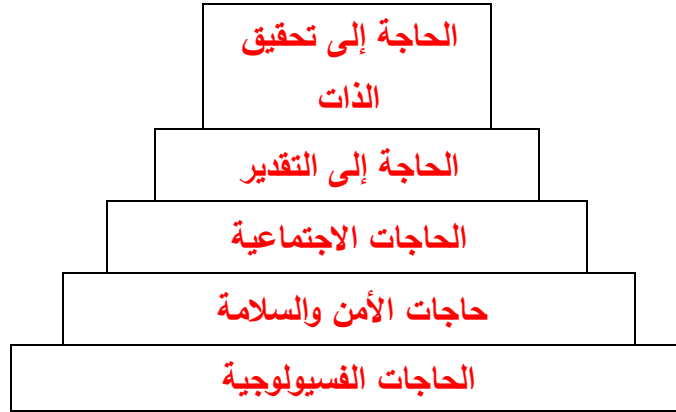 الحاجة إلى تحقيق
الذات
الحاجة إلى التقدير
الحاجات الاجتماعية
حاجات الأمن والسلامة
الحاجات الفسيولوجية